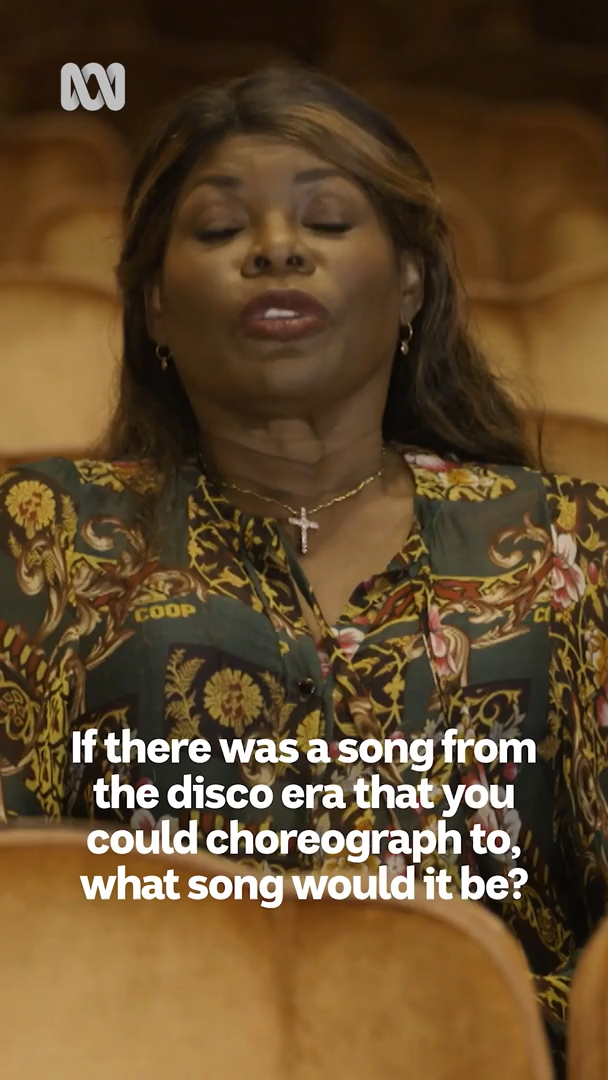 COOP
If there was a song from
the disco era that you
could choreograph to,
what song would it be?